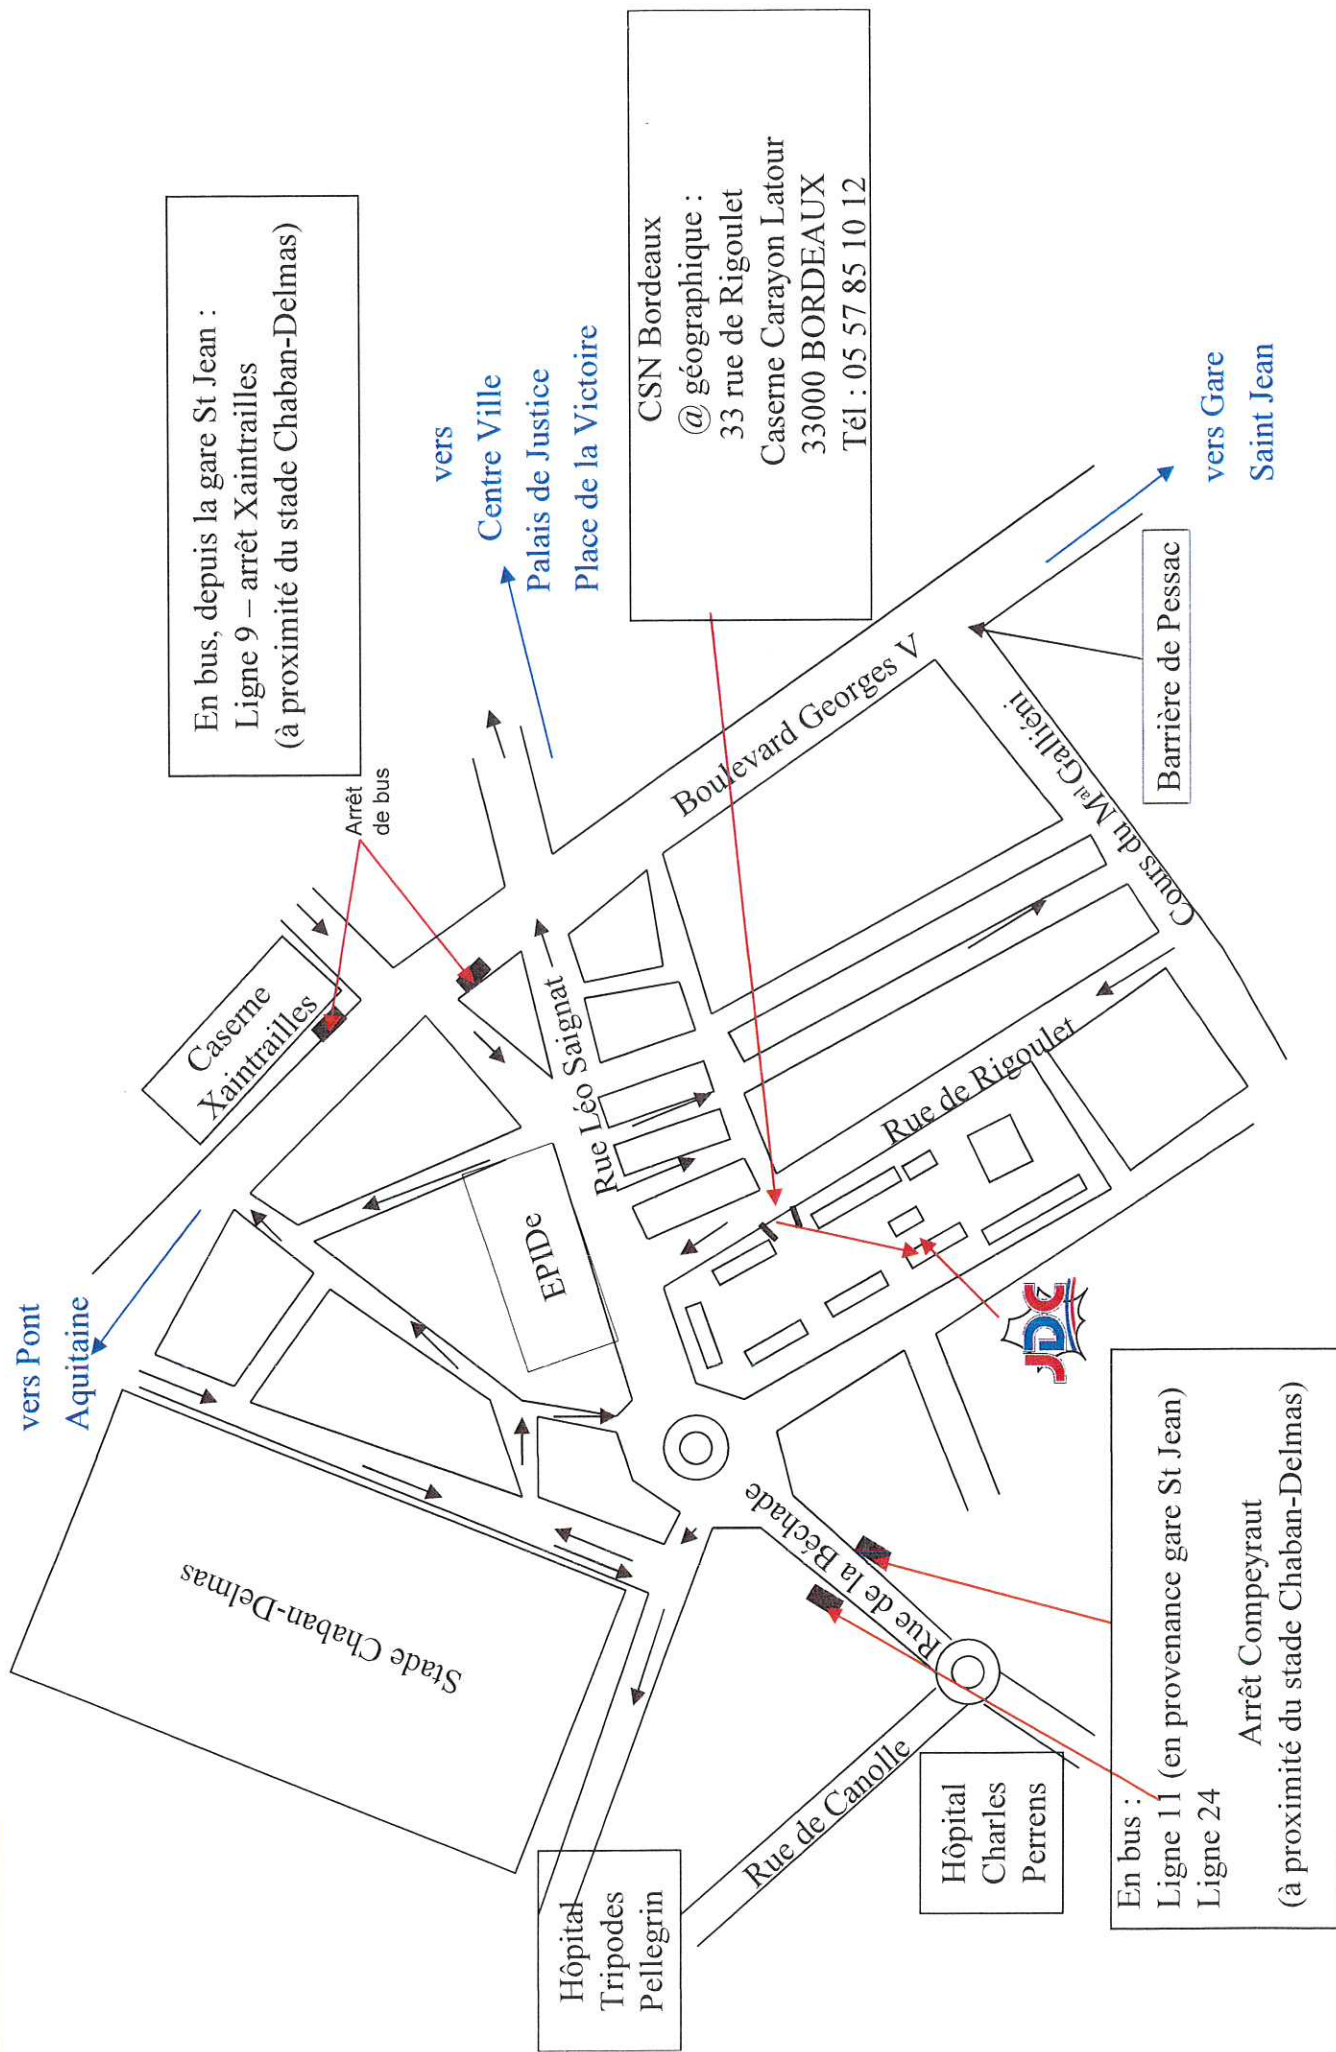 vers Pont
Aquitaine
Stade Chaban-Delmas
Caserne
Xaintrailles
En bus, depuis la gare St Jean :
Ligne 9 – arrêt Xaintrailles
(à proximité du stade Chaban-Delmas)
Arrêt
de bus
vers
Centre Ville
Palais de Justice
Place de la Victoire
EPIDe
Rue Léo Saignat
Boulevard Georges V
CSN Bordeaux
@ géographique :
33 rue de Rigoulet
Caserne Carayon Latour
33000 BORDEAUX
Tél : 05 57 85 10 12
Hôpital
Tripodes
Pellegrin
Rue de la Béchade
Rue de Canolle
Rue de Rigoulet
Cours du Mal Galliéni
vers Gare
Saint Jean
Barrière de Pessac
JDC
Hôpital
Charles
Perrens
En bus :
Ligne 11 (en provenance gare St Jean)
Ligne 24
Arrêt Compeyraut
(à proximité du stade Chaban-Delmas)